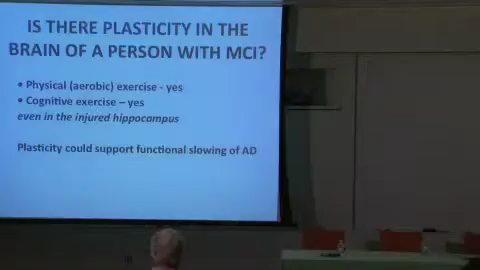 IS THERE PLASTICITY IN THE
BRAIN OF A PERSON WITH MCI?
• Physical (aerobic) exercise - yes
• Cognitive exercise – yes
even in the injured hippocampus
Plasticity could support functional slowing of AD